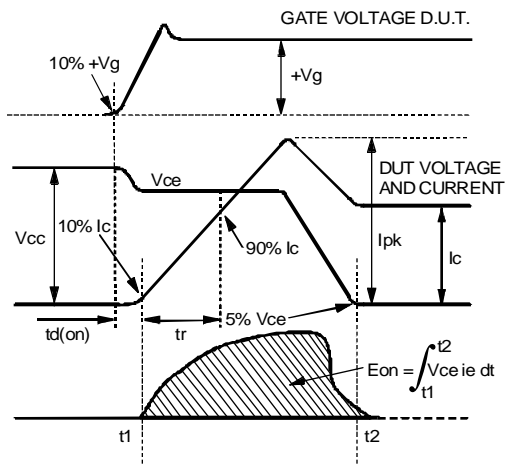 GATE VOLTAGE D.U.T.
10% +Vg
+Vg
Vce
DUT VOLTAGE
AND CURRENT
Vcc
10% Ic
90% Ic
Ipk
Ic
td(on)
tr
5% Vce
Eon = ∫ Vce ie dt
t2
t1
t1
t2